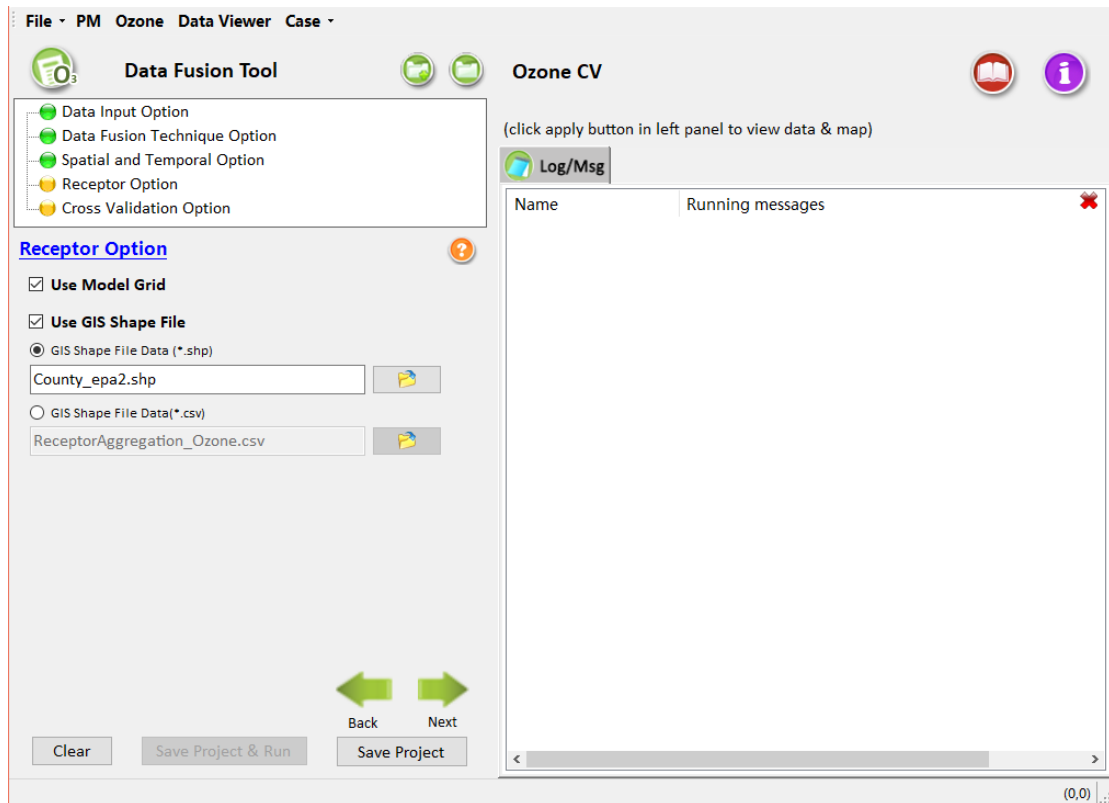 File PM Ozone Data Viewer Case
O3 Data Fusion Tool
Data Input Option
Data Fusion Technique Option
Spatial and Temporal Option
Receptor Option
Cross Validation Option
Receptor Option
?
Use Model Grid
Use GIS Shape File
GIS Shape File Data (*.shp)
County_epa2.shp
GIS Shape File Data(*.csv)
ReceptorAggregation_Ozone.csv
Back Next
Clear Save Project & Run Save Project
Ozone CV
i
(click apply button in left panel to view data & map)
Log/Msg
Name Running messages
(0,0)